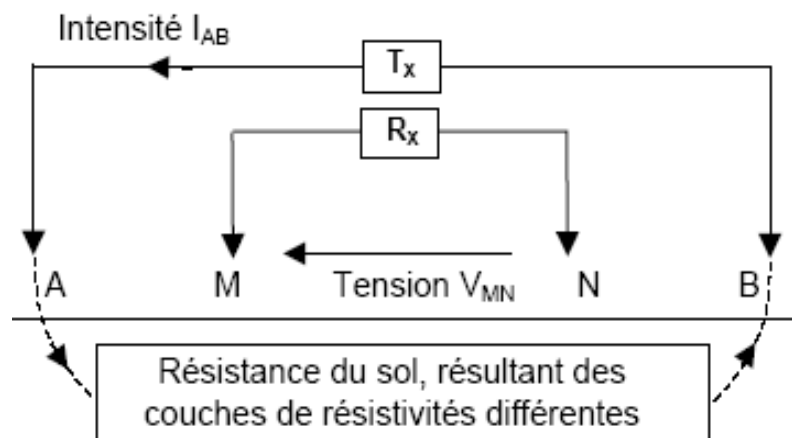 Intensité I_AB
T_x
R_x
A M Tension V_MN N B
Résistance du sol, résultant des
couches de résistivités différentes